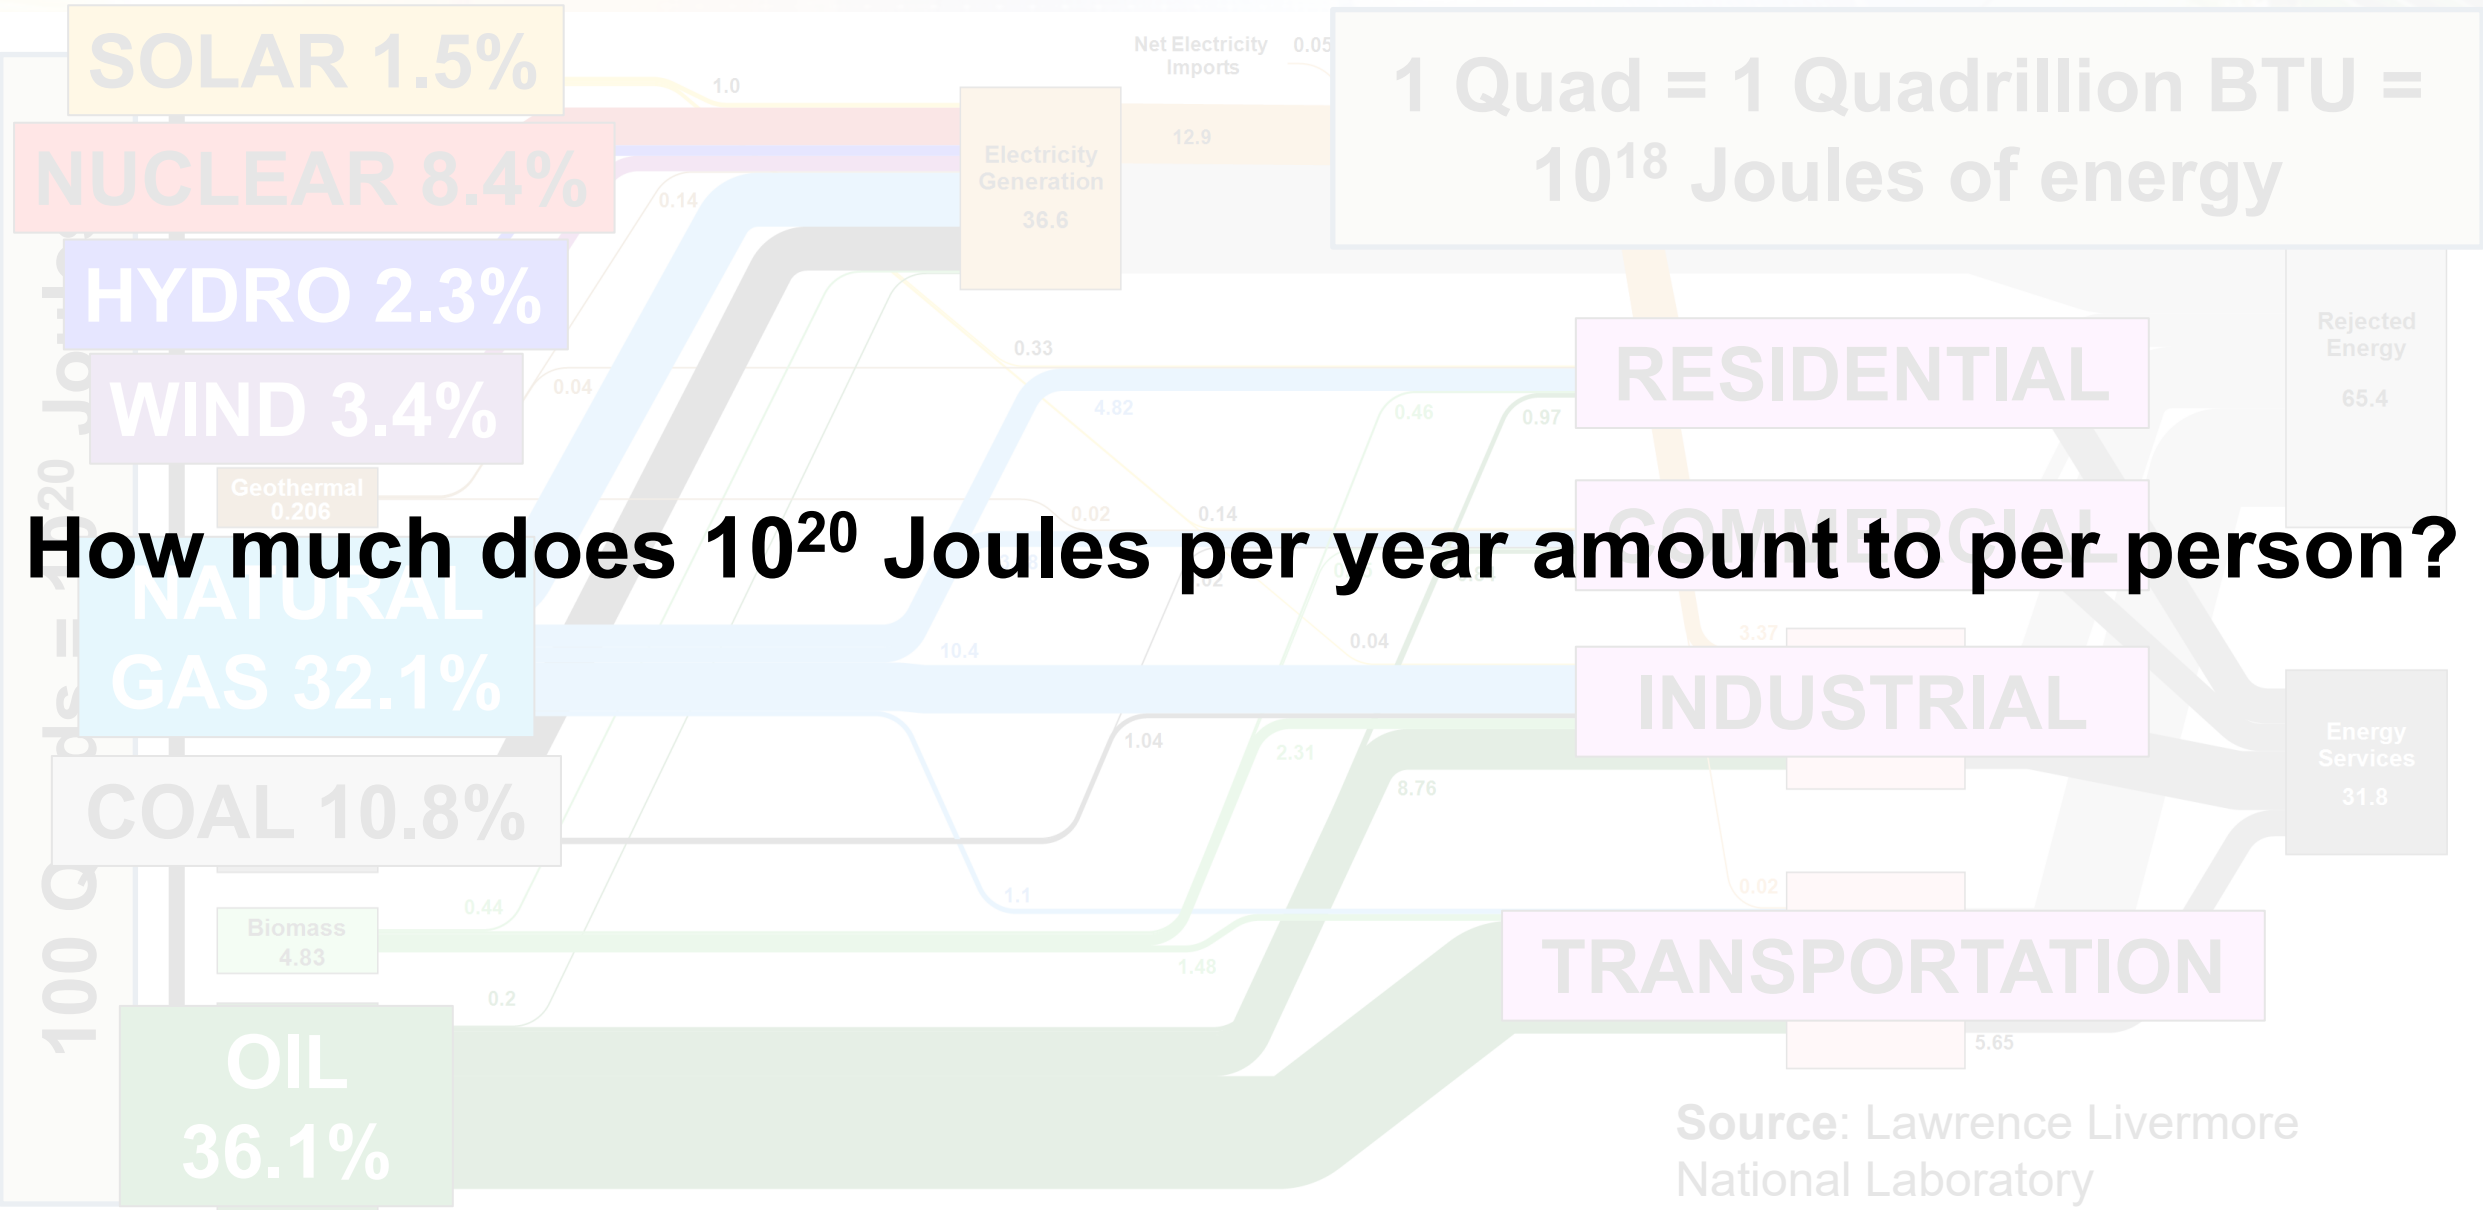 SOLAR 1.5%
NUCLEAR 8.4%
HYDRO 2.3%
WIND 3.4%
Geothermal
0.206
NATURAL
GAS 32.1%
COAL 10.8%
Biomass
4.83
OIL
36.1%
1.0
0.14
0.04
0.44
0.2
Electricity
Generation
36.6
Net Electricity
Imports
0.05
12.9
1 Quad = 1 Quadrillion BTU =
10¹⁸ Joules of energy
0.33
4.82
0.46
0.97
0.02
0.14
How much does 10²⁰ Joules per year amount to per person?
10.4
0.04
3.37
1.04
2.31
8.76
1.1
1.48
0.02
5.65
RESIDENTIAL
COMMERCIAL
INDUSTRIAL
TRANSPORTATION
Rejected
Energy
65.4
Energy
Services
31.8
Source: Lawrence Livermore
National Laboratory